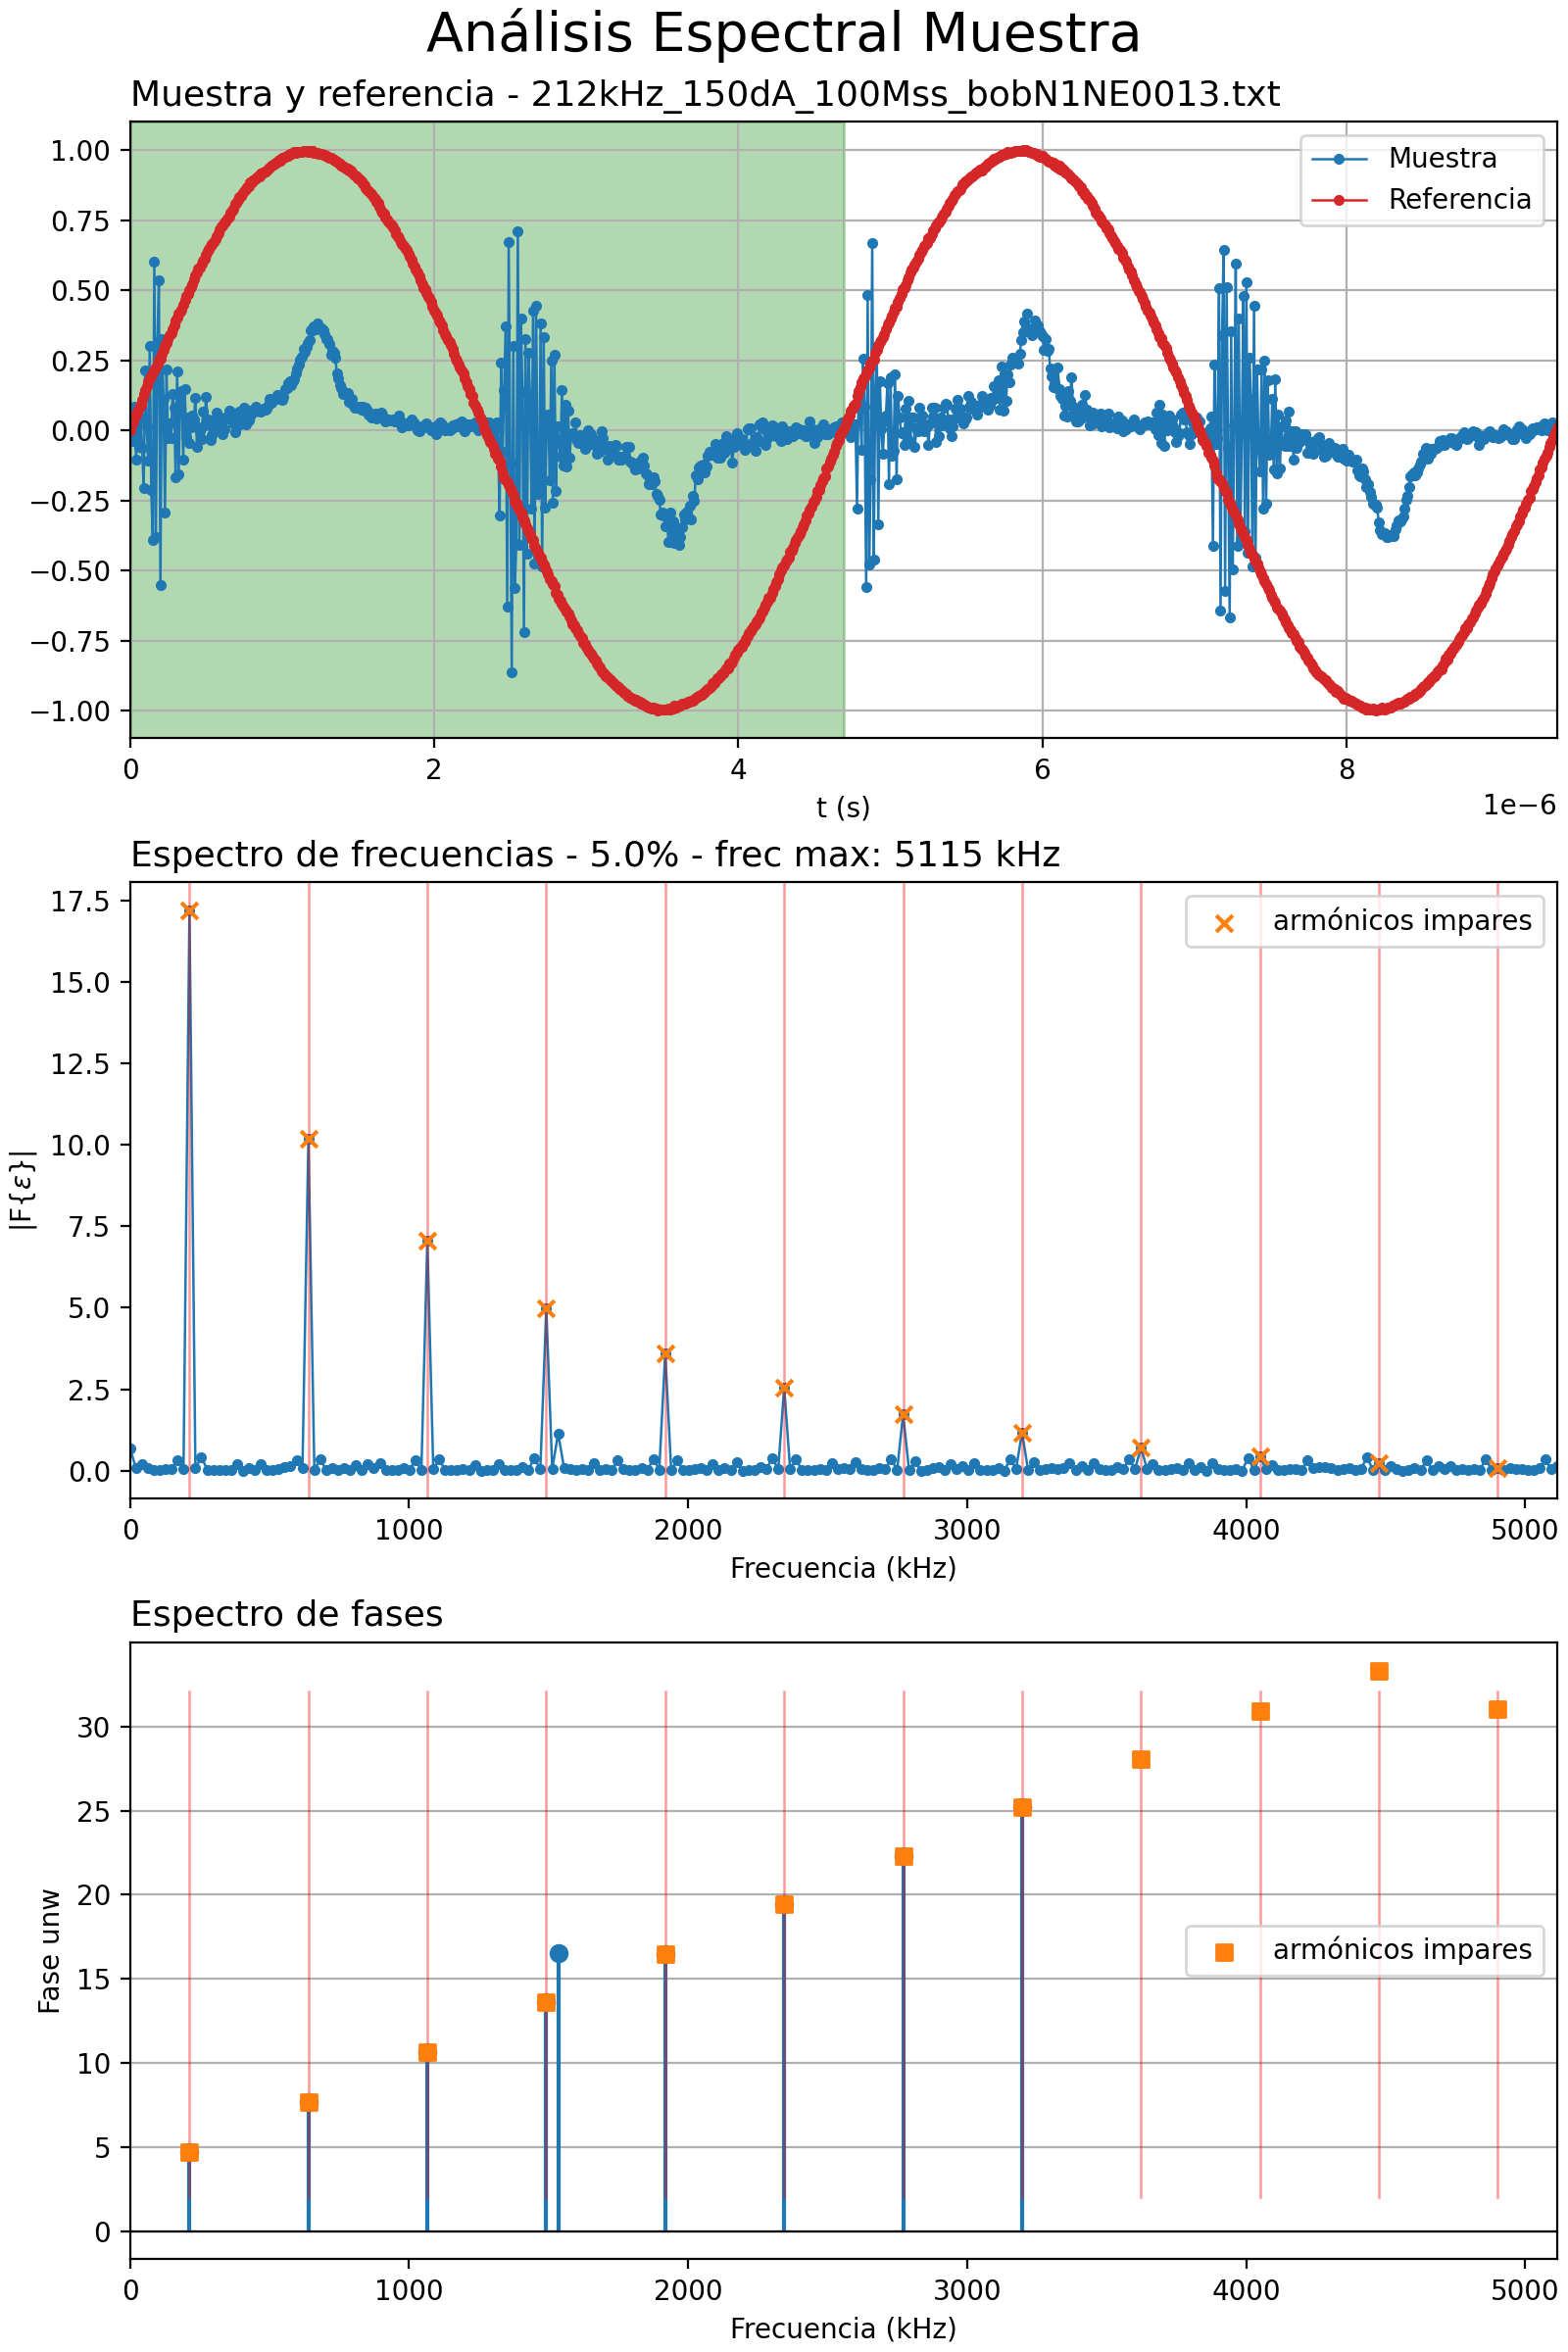 Análisis Espectral Muestra
Muestra y referencia - 212kHz_150dA_100Mss_bobN1NE0013.txt
1.00
0.75
0.50
0.25
0.00
−0.25
−0.50
−0.75
−1.00
Muestra
Referencia
0 2 4 6 8
t (s)
1e−6
Espectro de frecuencias - 5.0% - frec max: 5115 kHz
17.5
15.0
12.5
10.0
7.5
5.0
2.5
0.0
|F{ε}|
armónicos impares
0 1000 2000 3000 4000 5000
Frecuencia (kHz)
Espectro de fases
30
25
20
15
10
5
0
Fase unw
armónicos impares
0 1000 2000 3000 4000 5000
Frecuencia (kHz)